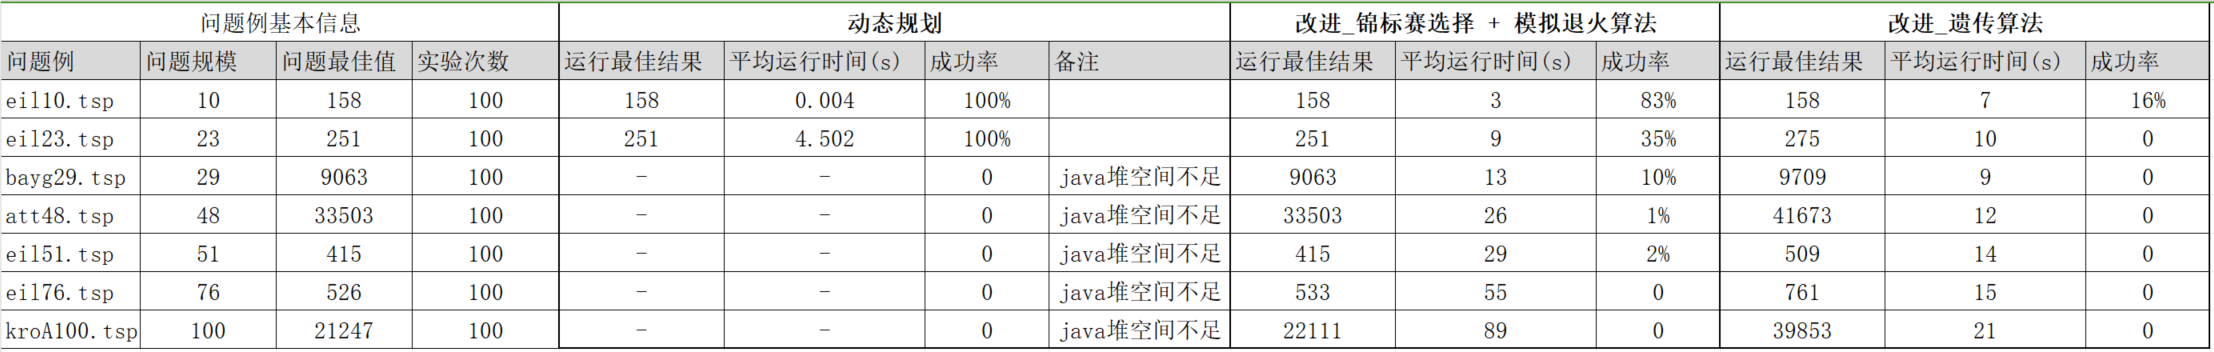 问题例基本信息 动态规划 改进_锦标赛选择 + 模拟退火算法 改进_遗传算法
问题例 问题规模 问题最佳值 实验次数 运行最佳结果 平均运行时间(s) 成功率 备注 运行最佳结果 平均运行时间(s) 成功率 运行最佳结果 平均运行时间(s) 成功率
eil10.tsp 10 158 100 158 0.004 100% 158 3 83% 158 7 16%
eil23.tsp 23 251 100 251 4.502 100% 251 9 35% 275 10 0
bayg29.tsp 29 9063 100 - - 0 java堆空间不足 9063 13 10% 9709 9 0
att48.tsp 48 33503 100 - - 0 java堆空间不足 33503 26 1% 41673 12 0
eil51.tsp 51 415 100 - - 0 java堆空间不足 415 29 2% 509 14 0
eil76.tsp 76 526 100 - - 0 java堆空间不足 533 55 0 761 15 0
kroA100.tsp 100 21247 100 - - 0 java堆空间不足 22111 89 0 39853 21 0